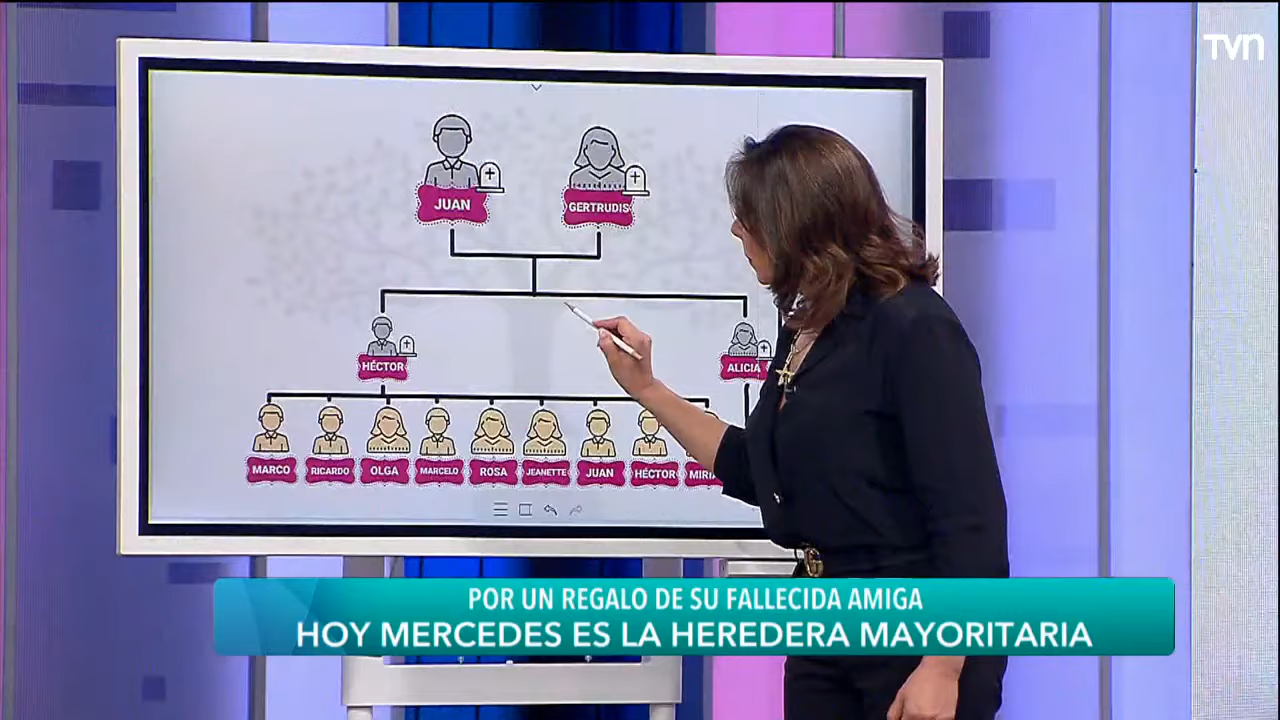 TVN
JUAN
GERTRUDIS
HÉCTOR
ALICIA
MARCO
RICARDO
OLGA
MARCELO
ROSA
JEANETTE
JUAN
HÉCTOR
POR UN REGALO DE SU FALLECIDA AMIGA
HOY MERCEDES ES LA HEREDERA MAYORITARIA